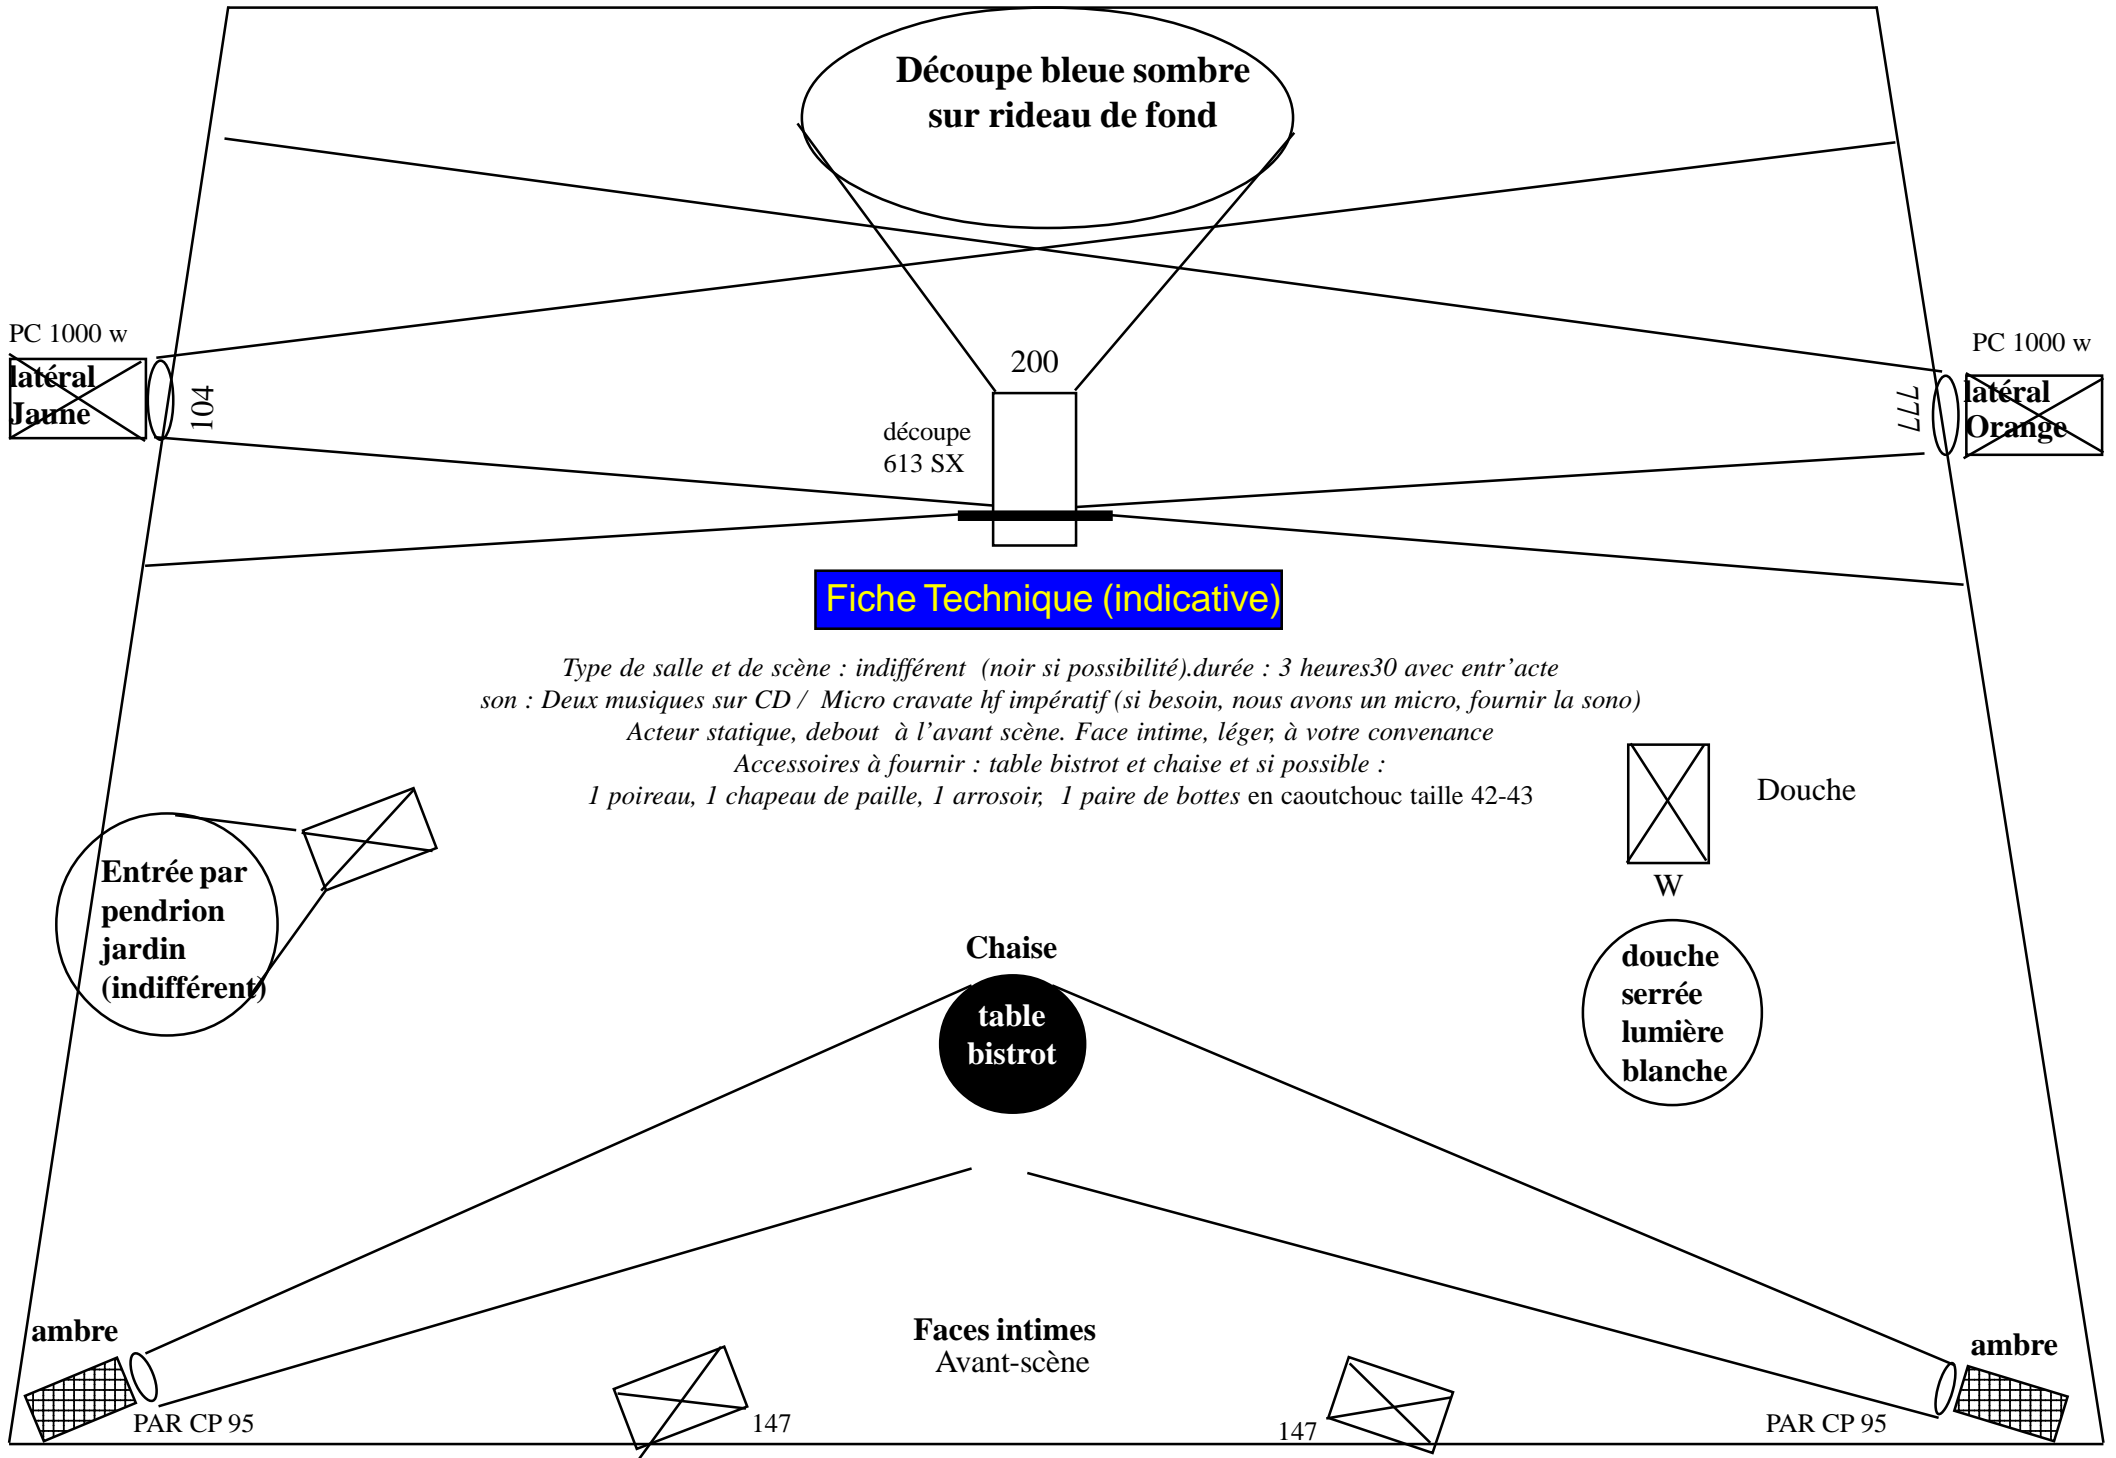 Découpe bleue sombre
sur rideau de fond
PC 1000 w
latéral
Jaune
104
200
découpe
613 SX
PC 1000 w
latéral
Orange
777
Fiche Technique (indicative)
Type de salle et de scène : indifférent (noir si possibilité).durée : 3 heures30 avec entr’acte
son : Deux musiques sur CD / Micro cravate hf impératif (si besoin, nous avons un micro, fournir la sono)
Acteur statique, debout à l’avant scène. Face intime, léger, à votre convenance
Accessoires à fournir : table bistrot et chaise et si possible :
1 poireau, 1 chapeau de paille, 1 arrosoir, 1 paire de bottes en caoutchouc taille 42-43
Douche
W
Entrée par
pendrion
jardin
(indifférent)
Chaise
table
bistrot
douche
serrée
lumière
blanche
ambre
PAR CP 95
Faces intimes
Avant-scène
147
147
ambre
PAR CP 95